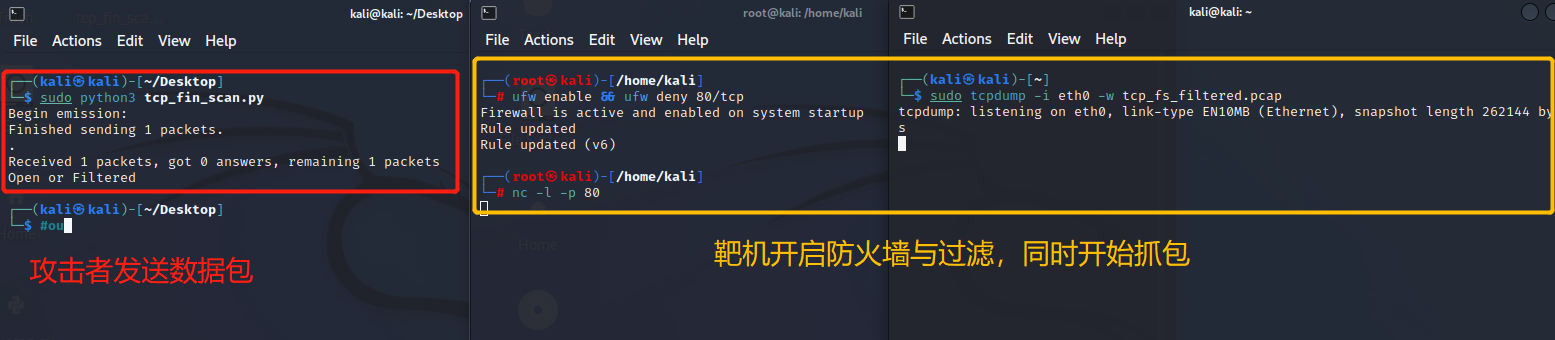 kali@kali: ~/Desktop
File Actions Edit View Help
┌──(kali㉿kali)-[~/Desktop]
└─$ sudo python3 tcp_fin_scan.py
Begin emission:
Finished sending 1 packets.
.
Received 1 packets, got 0 answers, remaining 1 packets
Open or Filtered
┌──(kali㉿kali)-[~/Desktop]
└─$ #ou
攻击者发送数据包
root@kali: /home/kali
File Actions Edit View Help
┌──(root㉿kali)-[/home/kali]
└─# ufw enable && ufw deny 80/tcp
Firewall is active and enabled on system startup
Rule updated
Rule updated (v6)
┌──(root㉿kali)-[/home/kali]
└─# nc -l -p 80
kali@kali: ~
File Actions Edit View Help
┌──(kali㉿kali)-[~]
└─$ sudo tcpdump -i eth0 -w tcp_fs_filtered.pcap
tcpdump: listening on eth0, link-type EN10MB (Ethernet), snapshot length 262144 by
s
靶机开启防火墙与过滤，同时开始抓包
Home